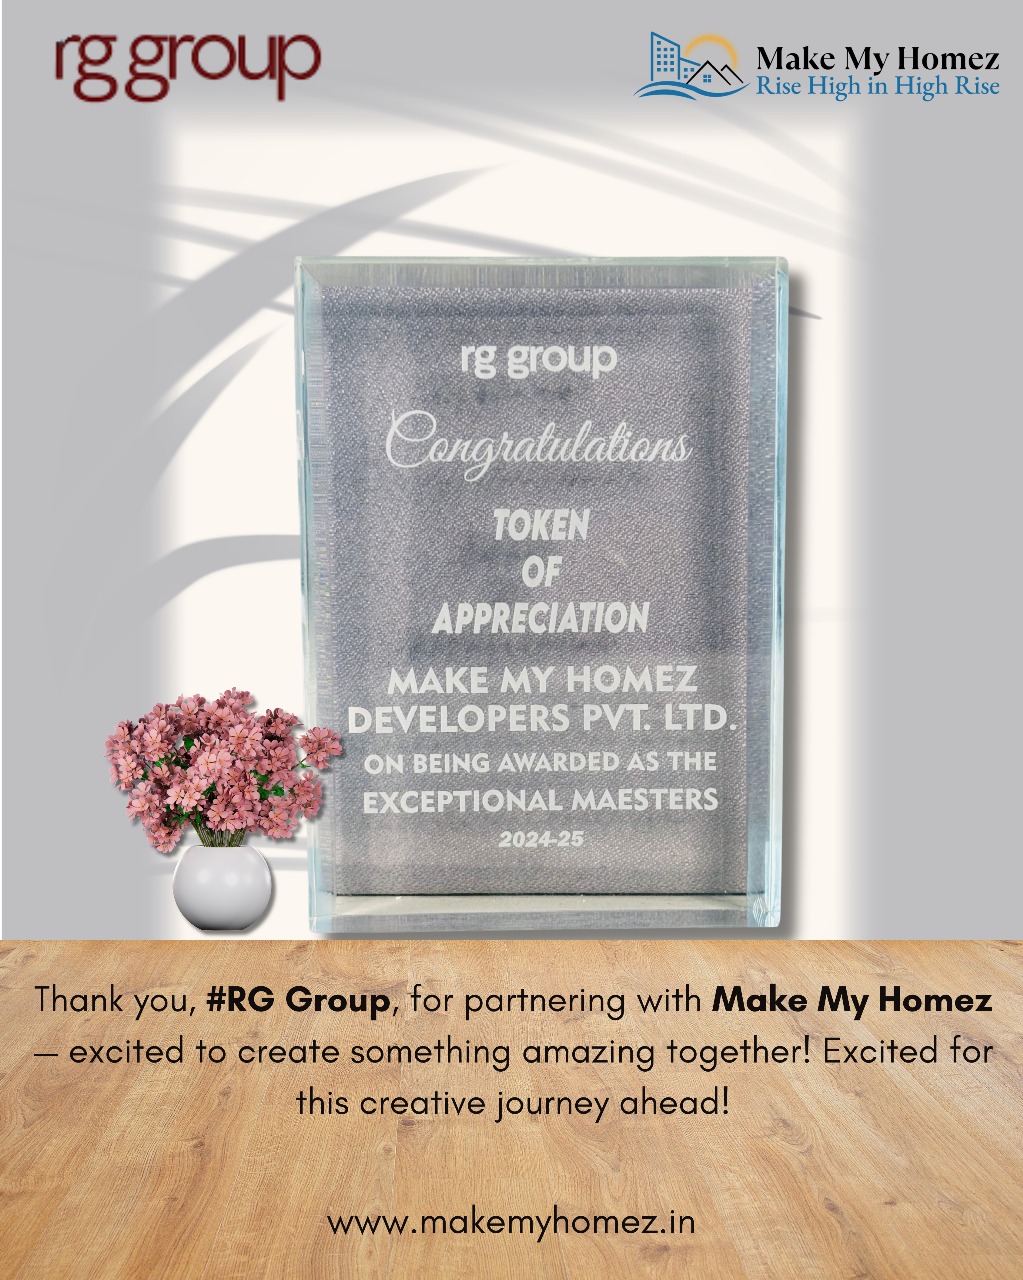 rg group
Make My Homez
Rise High in High Rise
rg group
Congratulations
TOKEN
OF
APPRECIATION
MAKE MY HOMEZ
DEVELOPERS PVT. LTD.
ON BEING AWARDED AS THE
EXCEPTIONAL MAESTERS
2024-25
Thank you, #RG Group, for partnering with Make My Homez
— excited to create something amazing together! Excited for
this creative journey ahead!
www.makemyhomez.in